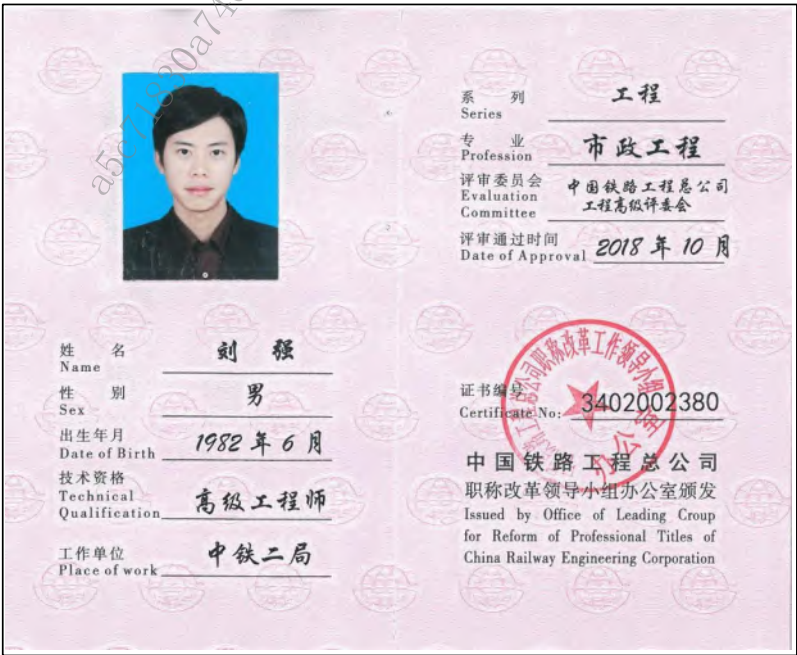 系 列 工程
Series
专 业 市政工程
Profession
评审委员会 中国铁路工程总公司
Evaluation 工程高级评委会
Committee
评审通过时间
Date of Approval 2018 年 10 月
姓 名 刘 强
Name
性 别 男
Sex
出生年月 1982 年 6 月
Date of Birth
技术资格
Technical 高级工程师
Qualification
工作单位 中铁二局
Place of work
证书编号
Certificate No: 3402002380
中国铁路工程总公司
职称改革领导小组办公室颁发
Issued by Office of Leading Croup
for Reform of Professional Titles of
China Railway Engineering Corporation